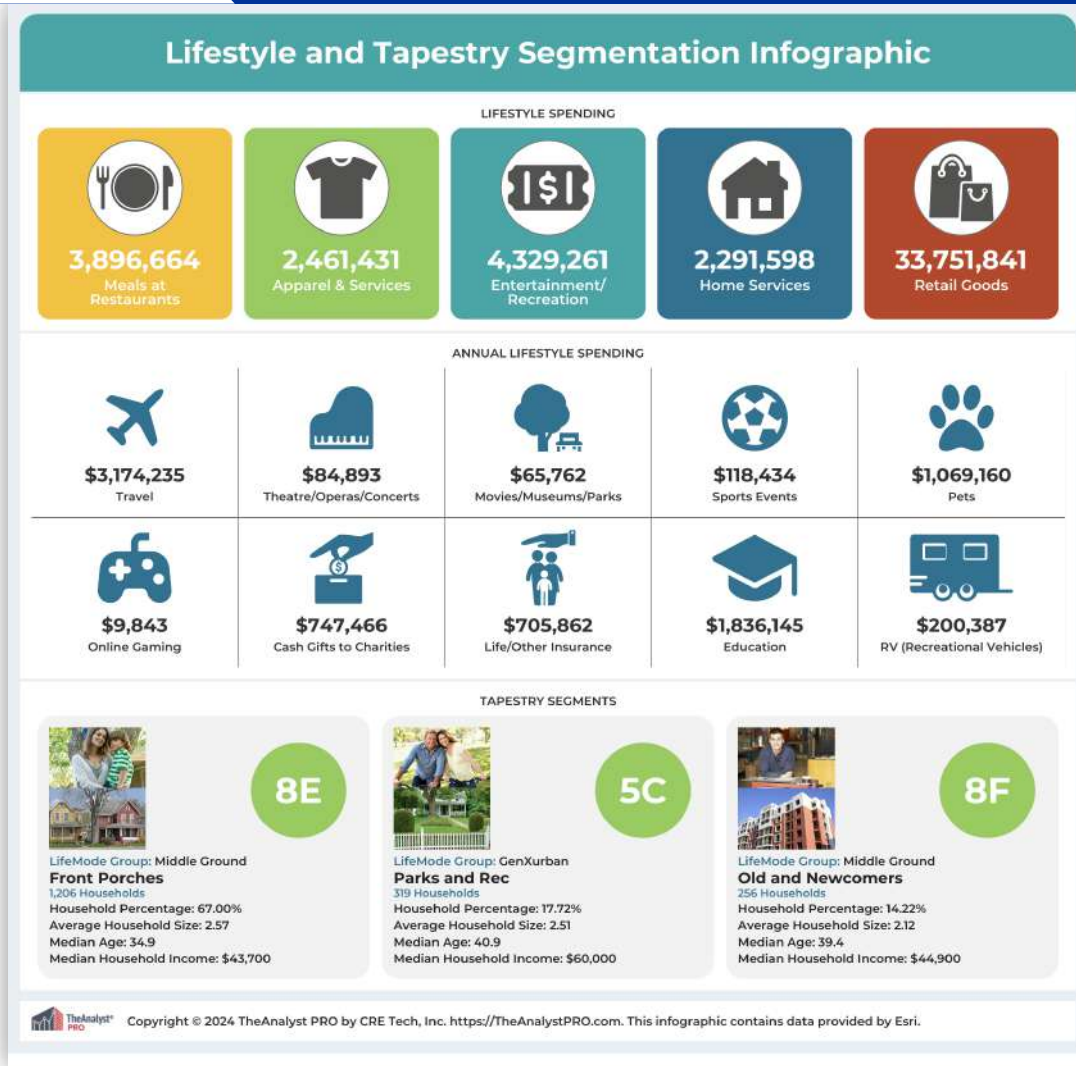 Lifestyle and Tapestry Segmentation Infographic
LIFESTYLE SPENDING
3,896,664
Meals at
Restaurants
2,461,431
Apparel & Services
$
4,329,261
Entertainment/
Recreation
2,291,598
Home Services
33,751,841
Retail Goods
ANNUAL LIFESTYLE SPENDING
$3,174,235
Travel
$84,893
Theatre/Operas/Concerts
$65,762
Movies/Museums/Parks
$118,434
Sports Events
$1,069,160
Pets
$9,843
Online Gaming
$
$747,466
Cash Gifts to Charities
$705,862
Life/Other Insurance
$1,836,145
Education
$200,387
RV (Recreational Vehicles)
TAPESTRY SEGMENTS
8E
LifeMode Group: Middle Ground
Front Porches
1,206 Households
Household Percentage: 67.00%
Average Household Size: 2.57
Median Age: 34.9
Median Household Income: $43,700
5C
LifeMode Group: GenXurban
Parks and Rec
319 Households
Household Percentage: 17.72%
Average Household Size: 2.51
Median Age: 40.9
Median Household Income: $60,000
8F
LifeMode Group: Middle Ground
Old and Newcomers
256 Households
Household Percentage: 14.22%
Average Household Size: 2.12
Median Age: 39.4
Median Household Income: $44,900
TheAnalyst®
PRO
Copyright © 2024 TheAnalyst PRO by CRE Tech, Inc. https://TheAnalystPRO.com. This infographic contains data provided by Esri.